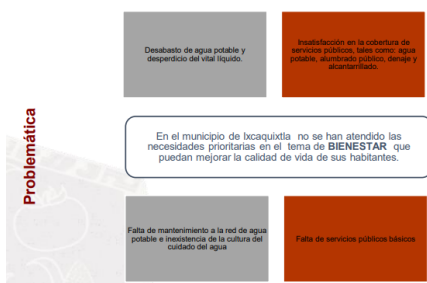 Problemática
Desabasto de agua potable y
desperdicio del vital líquido.
Insatisfacción en la cobertura de
servicios públicos, tales como: agua
potable, alumbrado público, denaje y
alcantarillado.
En el municipio de Ixcaquixtla no se han atendido las
necesidades prioritarias en el tema de BIENESTAR que
puedan mejorar la calidad de vida de sus habitantes.
Falta de mantenimiento a la red de agua
potable e inexistencia de la cultura del
cuidado del agua
Falta de servicios públicos básicos